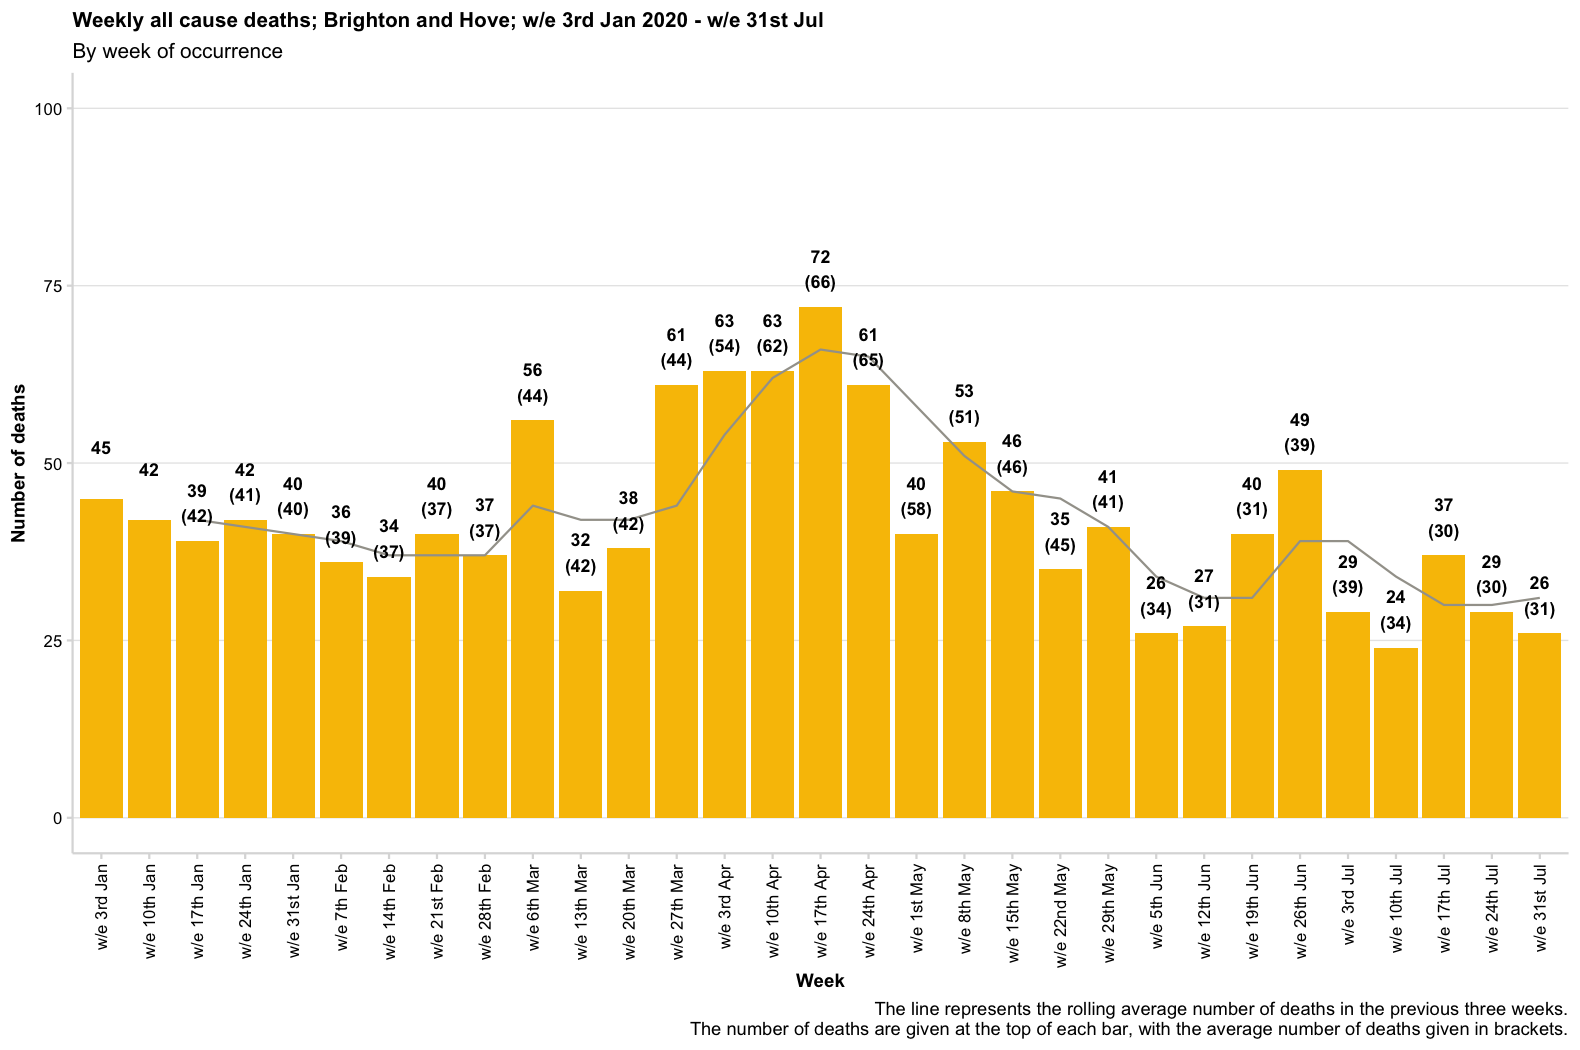 Weekly all cause deaths; Brighton and Hove; w/e 3rd Jan 2020 - w/e 31st Jul
By week of occurrence
Number of deaths
100
75
50
25
0
45
42
39
(42)
42
(41)
40
(40)
36
(39)
34
(37)
40
(37)
37
(37)
56
(44)
32
(42)
38
(42)
61
(44)
63
(54)
63
(62)
72
(66)
61
(65)
40
(58)
53
(51)
46
(46)
35
(45)
41
(41)
26
(34)
27
(31)
40
(31)
49
(39)
29
(39)
24
(34)
37
(30)
29
(30)
26
(31)
w/e 3rd Jan
w/e 10th Jan
w/e 17th Jan
w/e 24th Jan
w/e 31st Jan
w/e 7th Feb
w/e 14th Feb
w/e 21st Feb
w/e 28th Feb
w/e 6th Mar
w/e 13th Mar
w/e 20th Mar
w/e 27th Mar
w/e 3rd Apr
w/e 10th Apr
w/e 17th Apr
w/e 24th Apr
w/e 1st May
w/e 8th May
w/e 15th May
w/e 22nd May
w/e 29th May
w/e 5th Jun
w/e 12th Jun
w/e 19th Jun
w/e 26th Jun
w/e 3rd Jul
w/e 10th Jul
w/e 17th Jul
w/e 24th Jul
w/e 31st Jul
Week
The line represents the rolling average number of deaths in the previous three weeks.
The number of deaths are given at the top of each bar, with the average number of deaths given in brackets.